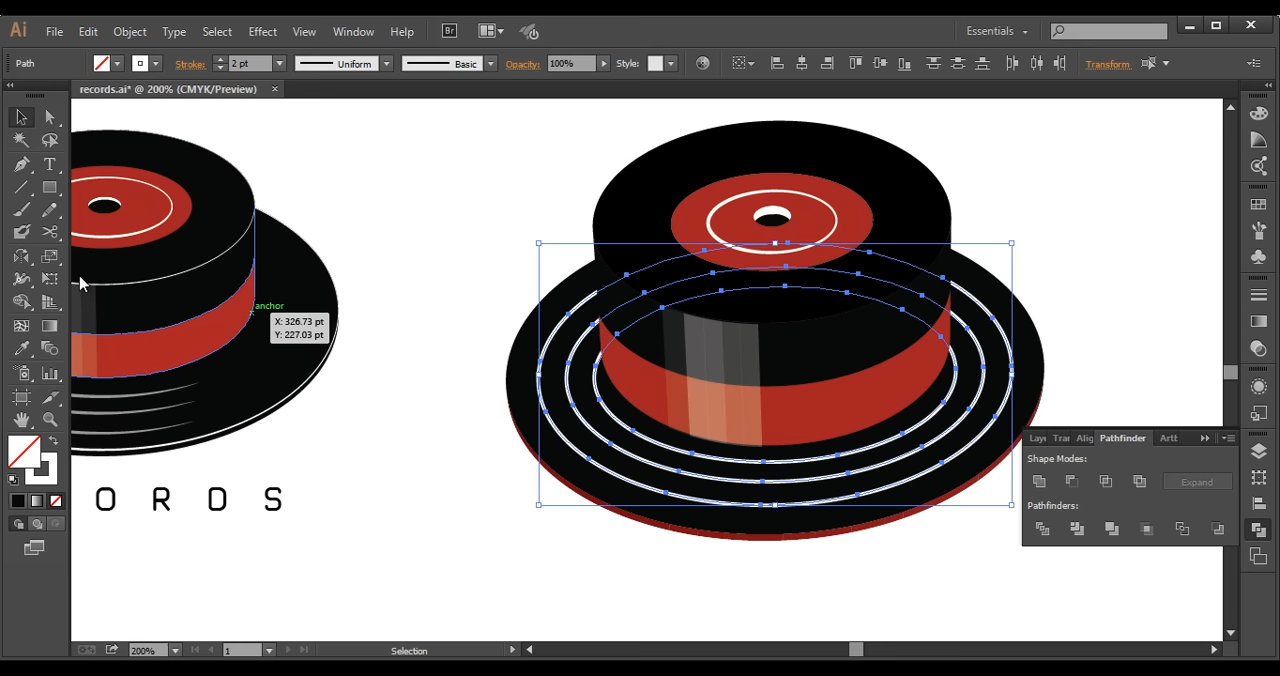 Ai File Edit Object Type Select Effect View Window Help Br Essentials
Path Stroke: 2 pt Uniform Basic Opacity: 100% Style: Transform
records.ai* @ 200% (CMYK/Preview) ×
anchor
X: 326.73 pt
Y: 227.03 pt
Pathfinder
Shape Modes:
Expand
Pathfinders:
O R D S
200% 1 Selection